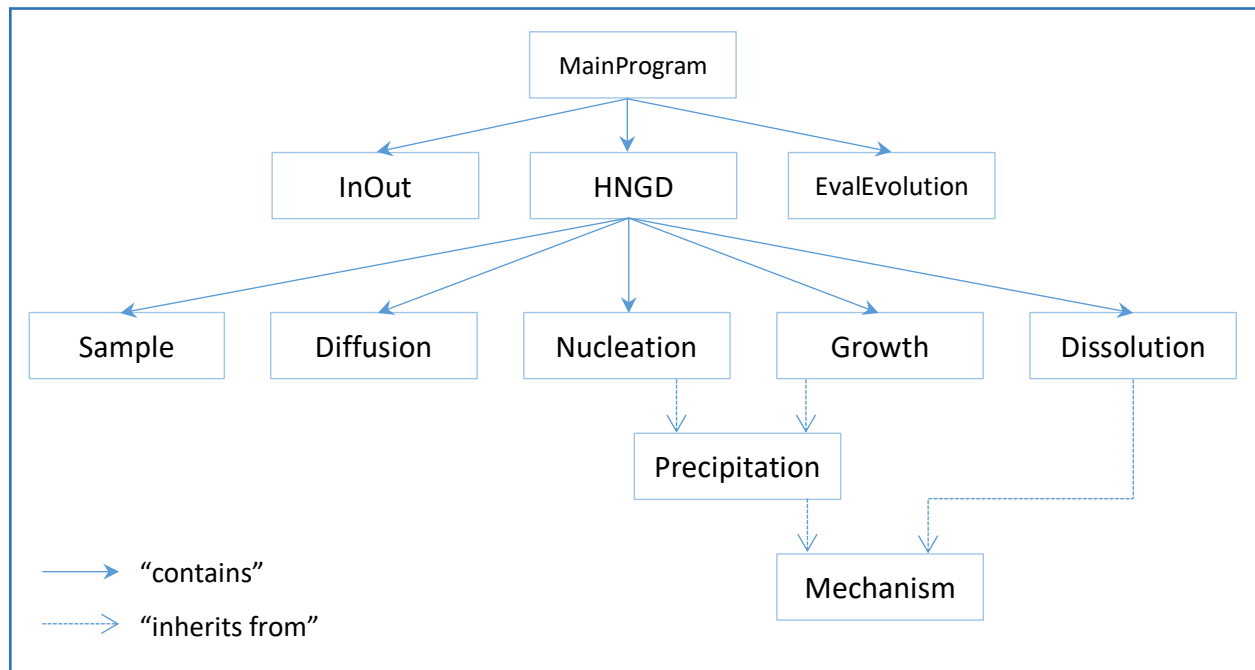 MainProgram
InOut
HNGD
EvalEvolution
Sample
Diffusion
Nucleation
Growth
Dissolution
Precipitation
Mechanism
“contains”
“inherits from”